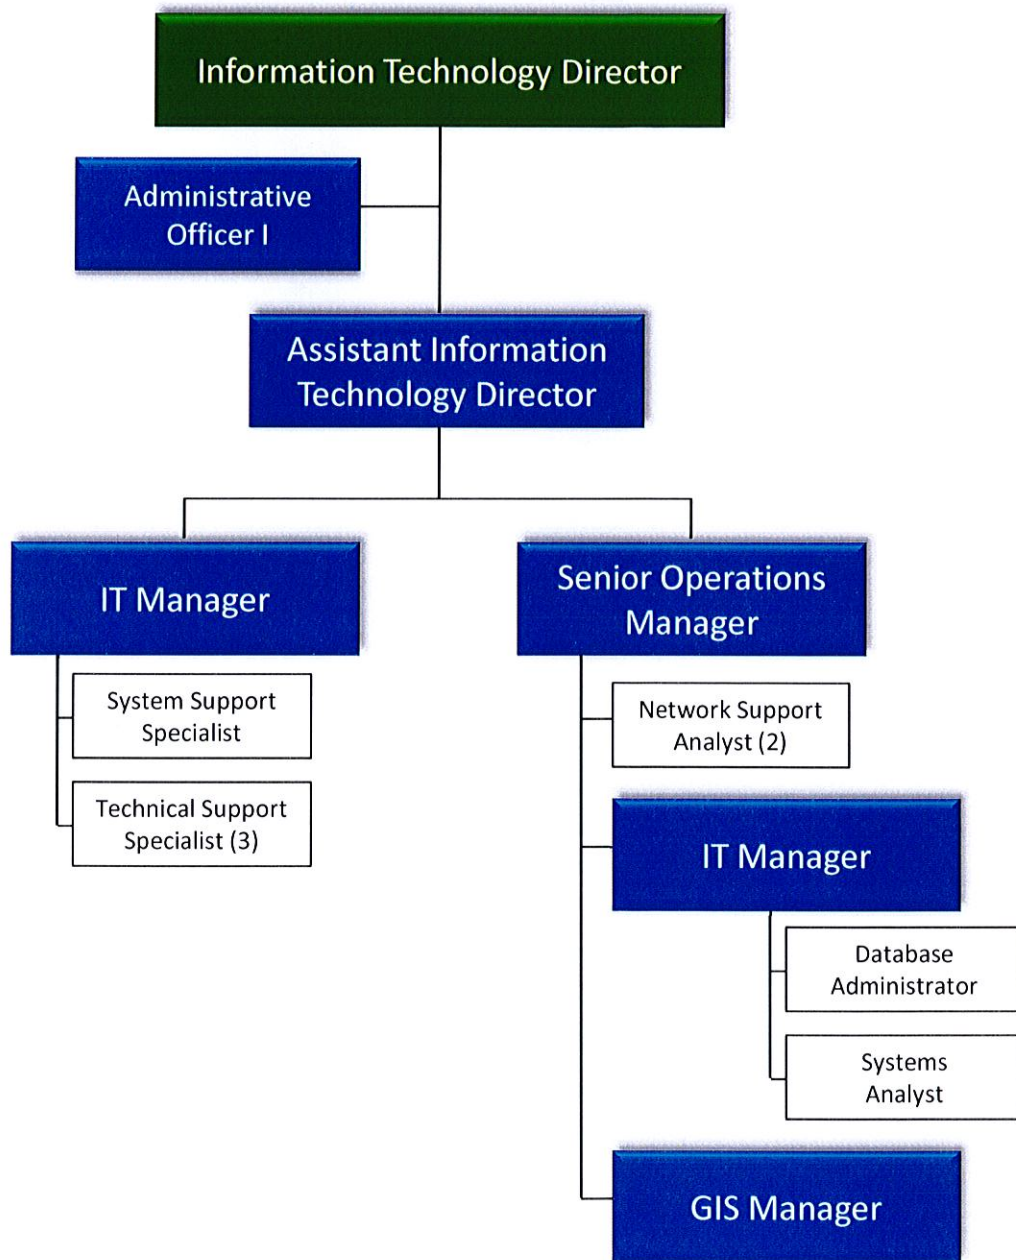 Information Technology Director
Administrative
Officer I
Assistant Information
Technology Director
IT Manager
System Support
Specialist
Technical Support
Specialist (3)
Senior Operations
Manager
Network Support
Analyst (2)
IT Manager
Database
Administrator
Systems
Analyst
GIS Manager